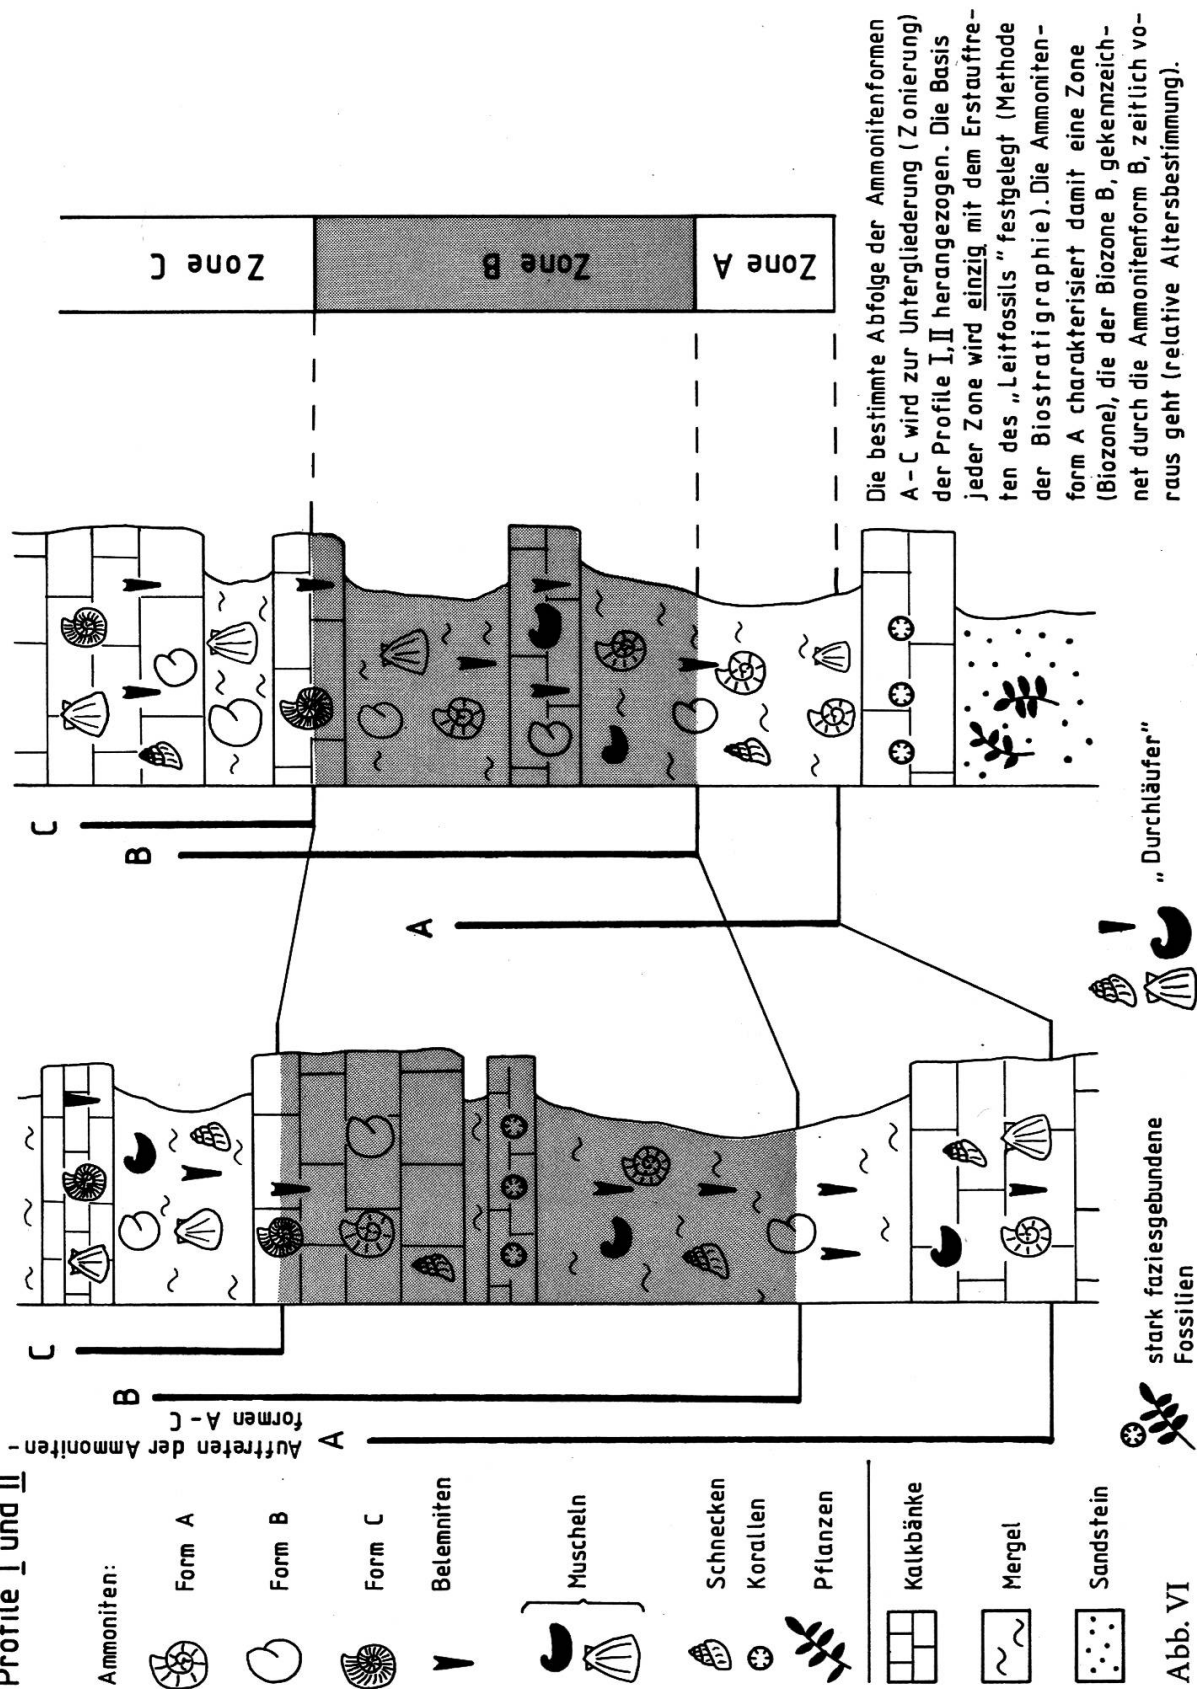 Profile I und II
Ammoniten:
Form A
Form B
Form C
Belemniten
Muscheln
Schnecken
Korallen
Pflanzen
Kalkbänke
Mergel
Sandstein
Abb. VI
Auftreten der Ammoniten-
formen A-C
A
B
C
A
B
C
Zone C
Zone B
Zone A
stark faziesgebundene
Fossilien
„Durchläufer"
Die bestimmte Abfolge der Ammonitenformen
A-C wird zur Untergliederung (Zonierung)
der Profile I,II herangezogen. Die Basis
jeder Zone wird einzig mit dem Erstauftre-
ten des „Leitfossils" festgelegt (Methode
der Biostratigraphie). Die Ammoniten-
form A charakterisiert damit eine Zone
(Biozone), die der Biozone B, gekennzeich-
net durch die Ammonitenform B, zeitlich vo-
raus geht (relative Altersbestimmung).